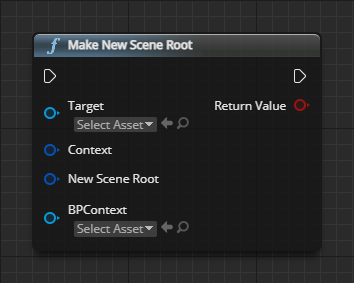 f Make New Scene Root
Target Return Value
Select Asset
Context
New Scene Root
BPContext
Select Asset